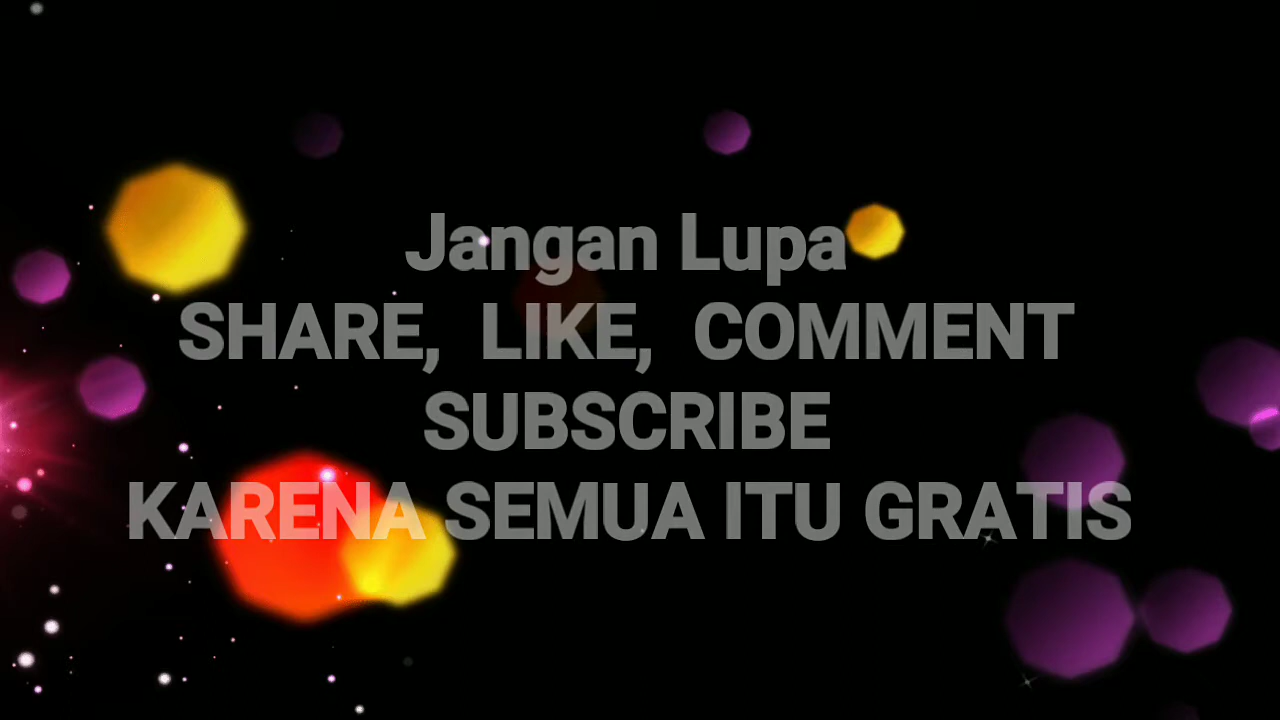 Jangan Lupa
SHARE, LIKE, COMMENT
SUBSCRIBE
KARENA SEMUA ITU GRATIS